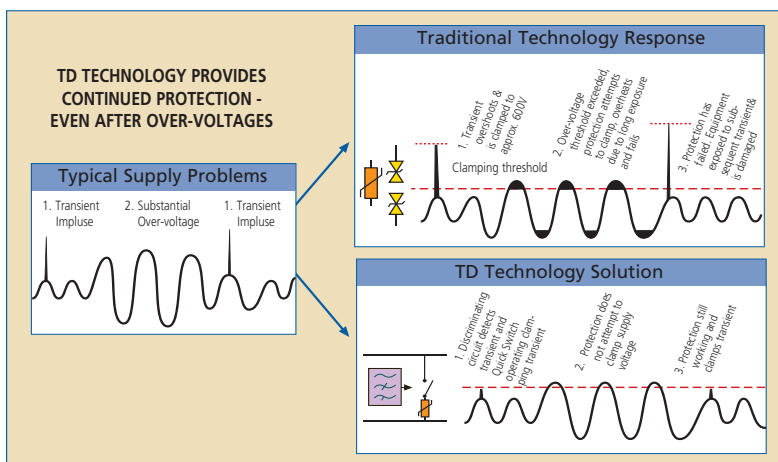 TD TECHNOLOGY PROVIDES
CONTINUED PROTECTION -
EVEN AFTER OVER-VOLTAGES
Typical Supply Problems
1. Transient
Impluse
2. Substantial
Over-voltage
1. Transient
Impluse
Traditional Technology Response
1. Transient
overshoots &
is clamped to
approx. 600V
Clamping threshold
2. Over-voltage
threshold exceeded,
protection attempts
to clamp, overheats
due to long exposure
and fails
3. Protection has
failed. Equipment
exposed to sub-
sequent transient&
is damaged
TD Technology Solution
1. Discriminating
circuit detects
transient and
Quick Switch
operating clam-
ping transient
2. Protection does
not attempt to
clamp supply
voltage
3. Protection still
working and
clamps transient